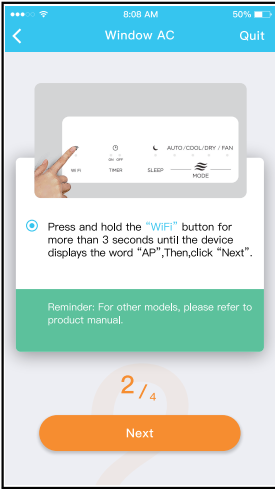 8:08 AM
50%
Window AC
Quit
AUTO/COOL/DRY / FAN
ON OFF
Wi Fi
TIMER
SLEEP
MODE
Press and hold the “WiFi” button for
more than 3 seconds until the device
displays the word “AP”,Then,click “Next”.
Reminder: For other models, please refer to
product manual.
2 / 4
Next